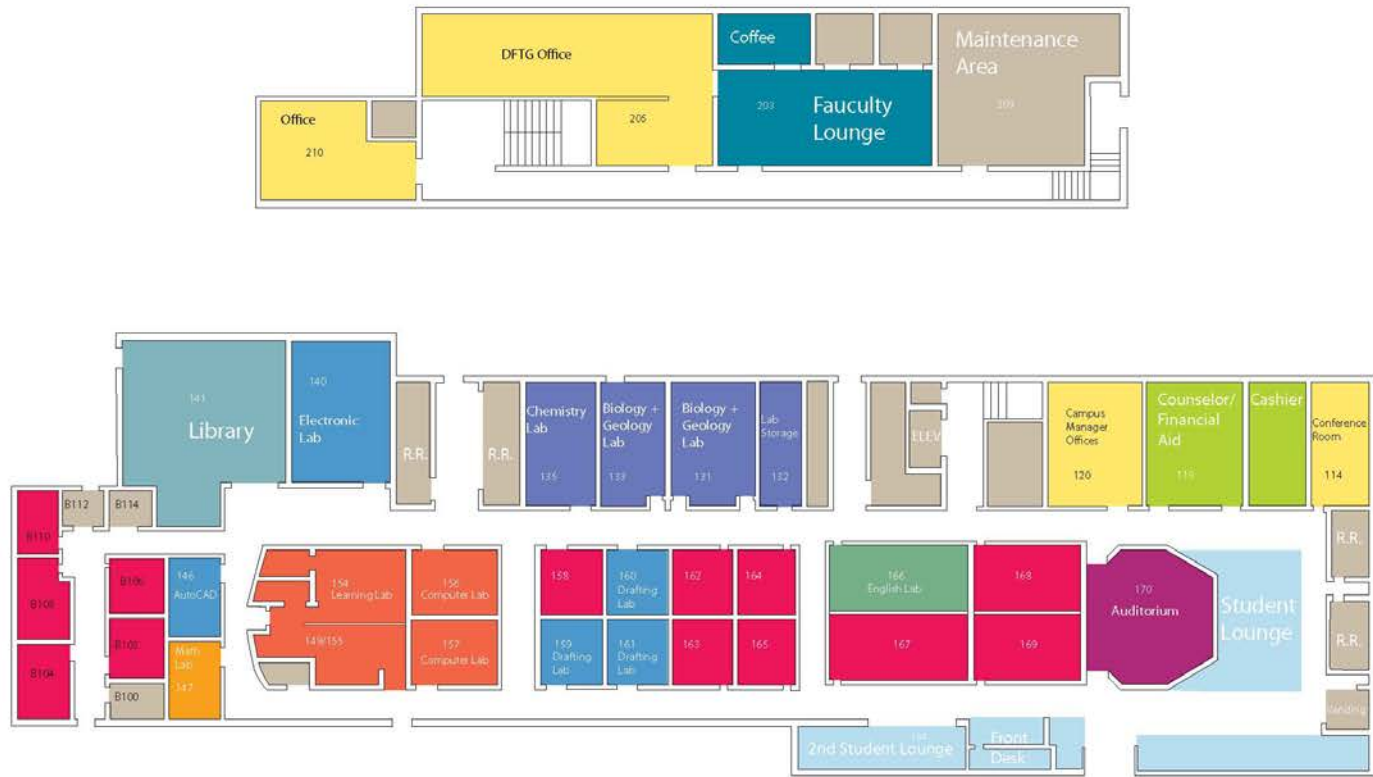 Coffee
Maintenance
Area
DFTG Office
203
Fauculty
Lounge
209
Office
205
210
141
Library
140
Electronic
Lab
R.R.
R.R.
Chemistry
Lab
135
Biology +
Geology
Lab
133
Biology +
Geology Lab
131
Lab
Storage
132
ELEV
Campus
Manager
Offices
120
Counselor/
Financial
Aid
Cashier
Conference
Room
114
B112
B114
B110
B108
B104
B106
B102
B100
146
AutoCAD
Math
Lab
147
154
Learning Lab
149/155
156
Computer Lab
157
Computer Lab
158
160
Drafting
Lab
162
164
159
Drafting
Lab
161
Drafting
Lab
163
165
166
English Lab
168
167
169
170
Auditorium
Student
Lounge
R.R.
R.R.
Vending
2nd Student Lounge
Front
Desk